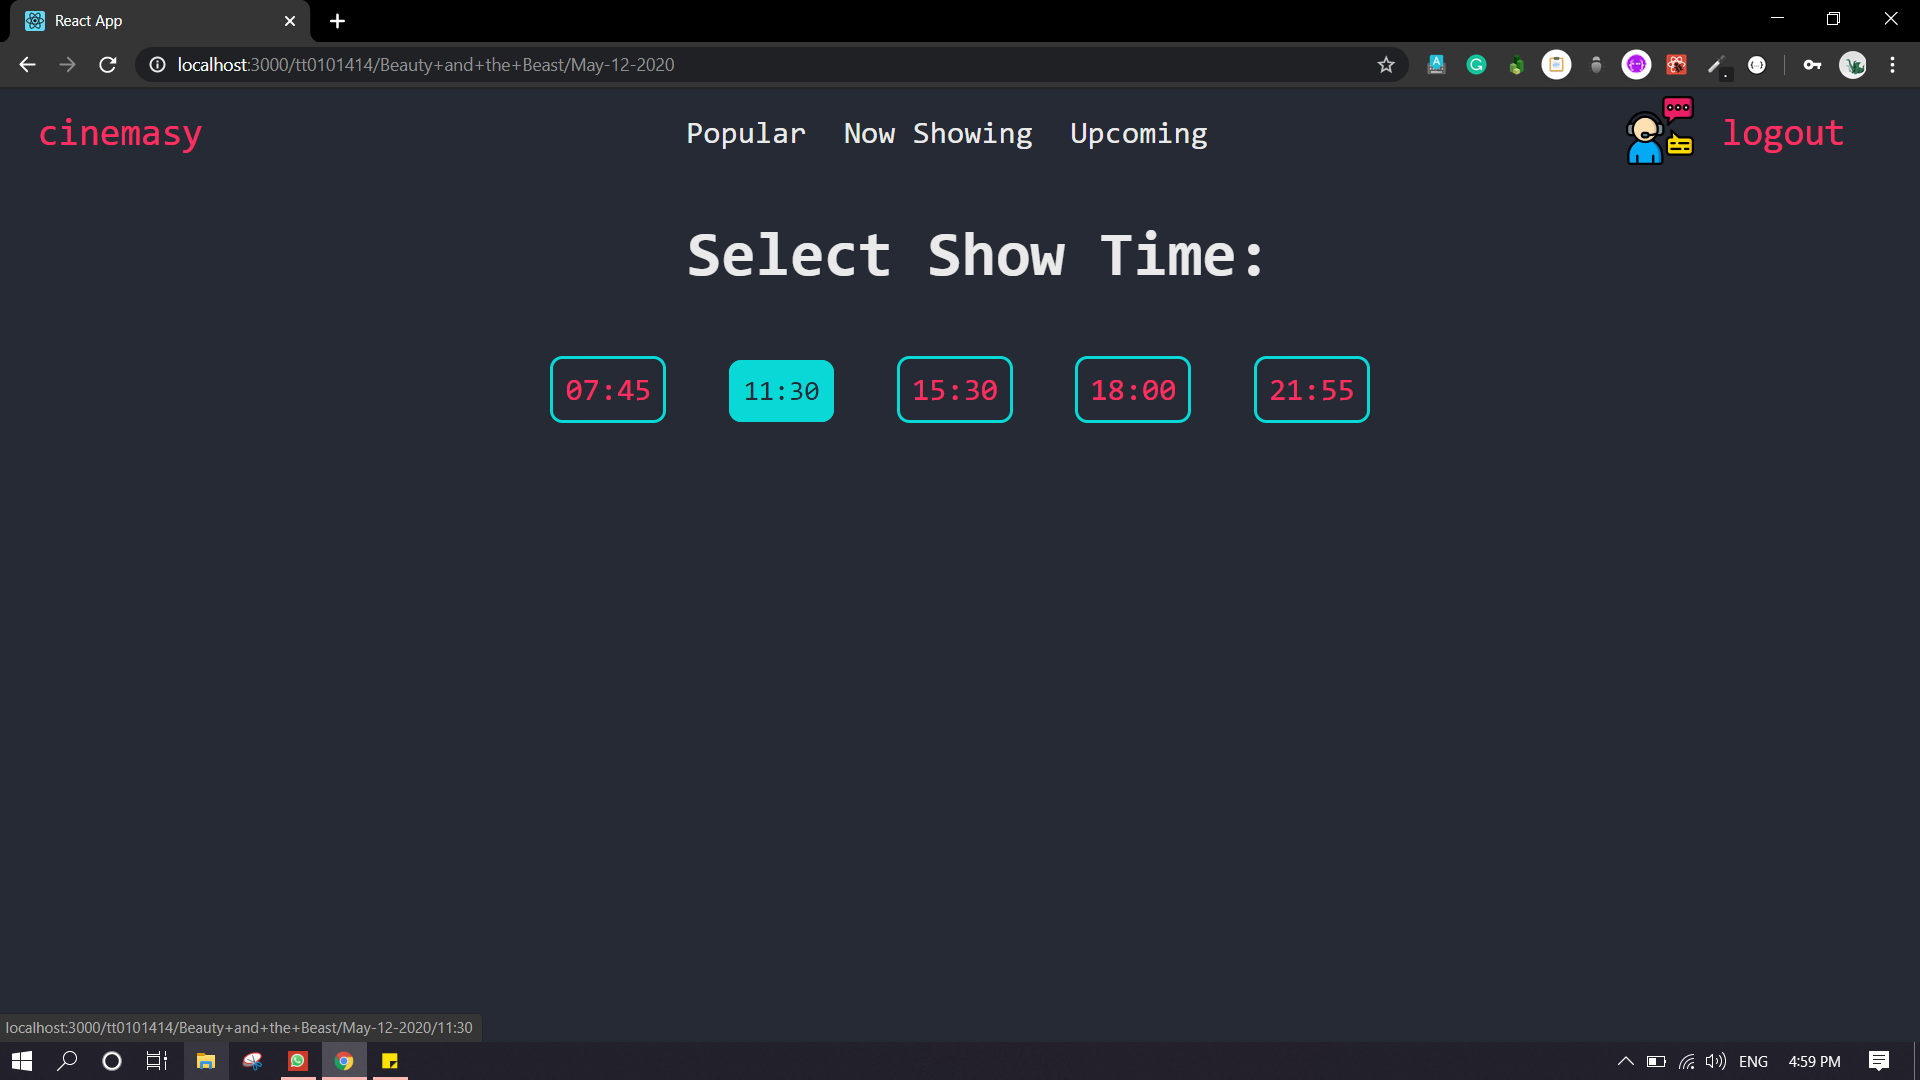 React App
localhost:3000/tt0101414/Beauty+and+the+Beast/May-12-2020
cinemasy
Popular Now Showing Upcoming
logout
Select Show Time:
07:45 11:30 15:30 18:00 21:55
localhost:3000/tt0101414/Beauty+and+the+Beast/May-12-2020/11:30
ENG 4:59 PM